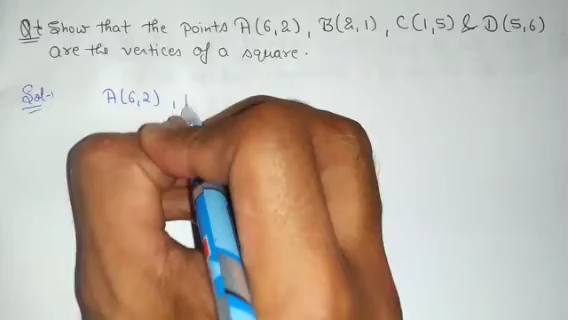 Q† Show that the points A(6,2), B(2,1), C(1,5) & D(5,6)
are the vertices of a square.
Sol-
A(6,2) ,